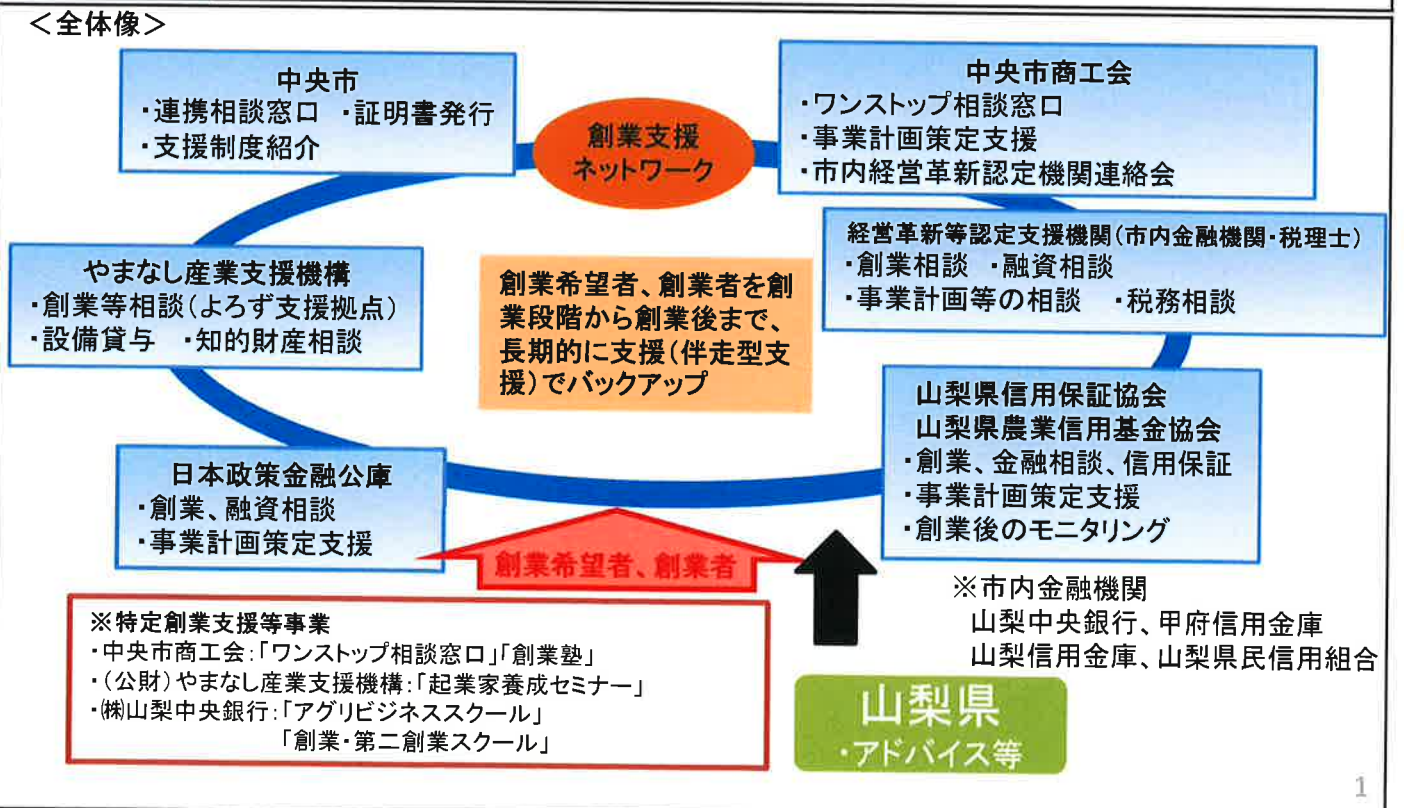 ＜全体像＞
中央市
・連携相談窓口　・証明書発行
・支援制度紹介
創業支援
ネットワーク
中央市商工会
・ワンストップ相談窓口
・事業計画策定支援
・市内経営革新認定機関連絡会
経営革新等認定支援機関（市内金融機関・税理士）
・創業相談　・融資相談
・事業計画等の相談　・税務相談
やまなし産業支援機構
・創業等相談（よろず支援拠点）
・設備貸与　・知的財産相談
創業希望者、創業者を創
業段階から創業後まで、
長期的に支援（伴走型支
援）でバックアップ
山梨県信用保証協会
山梨県農業信用基金協会
・創業、金融相談、信用保証
・事業計画策定支援
・創業後のモニタリング
日本政策金融公庫
・創業、融資相談
・事業計画策定支援
創業希望者、創業者
※市内金融機関
山梨中央銀行、甲府信用金庫
山梨信用金庫、山梨県民信用組合
※特定創業支援等事業
・中央市商工会：「ワンストップ相談窓口」「創業塾」
・（公財）やまなし産業支援機構：「起業家養成セミナー」
・㈱山梨中央銀行：「アグリビジネススクール」
「創業・第二創業スクール」
山梨県
・アドバイス等
1